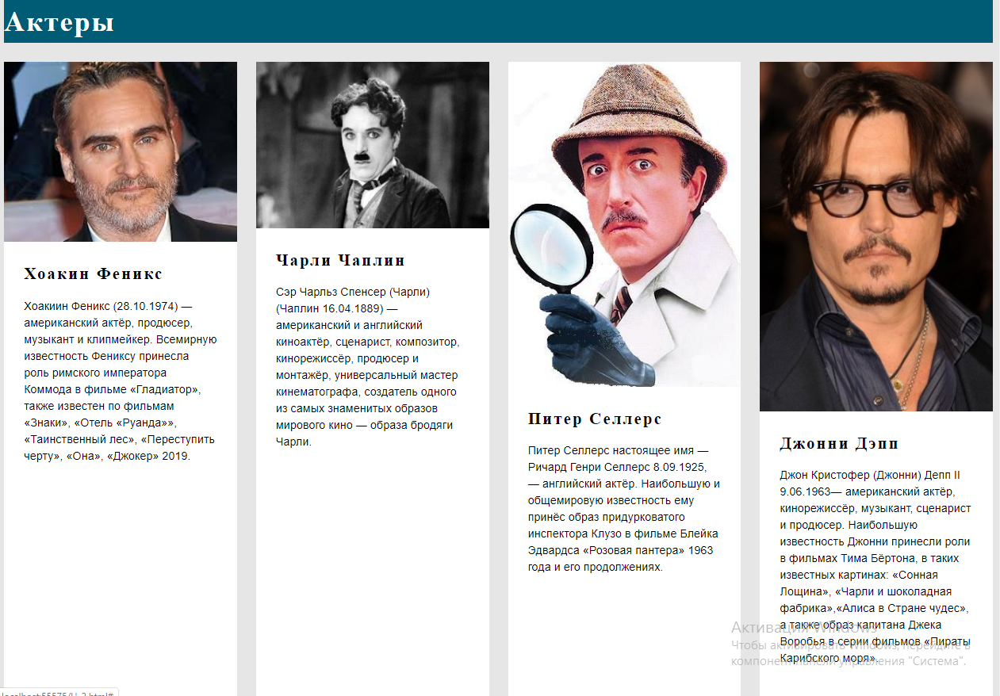 Актеры
Хоакин Феникс
Хоакиин Феникс (28.10.1974) —
американский актёр, продюсер,
музыкант и клипмейкер. Всемирную
известность Фениксу принесла
роль римского императора
Коммода в фильме «Гладиатор»,
также известен по фильмам
«Знаки», «Отель «Руанда»»,
«Таинственный лес», «Переступить
черту», «Она», «Джокер» 2019.
Чарли Чаплин
Сэр Чарльз Спенсер (Чарли)
(Чаплин 16.04.1889) —
американский и английский
киноактёр, сценарист, композитор,
кинорежиссёр, продюсер и
монтажёр, универсальный мастер
кинематографа, создатель одного
из самых знаменитых образов
мирового кино — образа бродяги
Чарли.
Питер Селлерс
Питер Селлерс настоящее имя —
Ричард Генри Селлерс 8.09.1925,
— английский актёр. Наибольшую и
общемировую известность ему
принёс образ придурковатого
инспектора Клузо в фильме Блейка
Эдвардса «Розовая пантера» 1963
года и его продолжениях.
Джонни Дэпп
Джон Кристофер (Джонни) Депп II
9.06.1963— американский актёр,
кинорежиссёр, музыкант, сценарист
и продюсер. Наибольшую
известность Джонни принесли роли
в фильмах Тима Бёртона, в таких
известных картинах: «Сонная
Лощина», «Чарли и шоколадная
фабрика»,«Алиса в Стране чудес»,
а также образ капитана Джека
Воробья в серии фильмов «Пираты
Карибского моря».
Активация Windows
Чтобы активировать Windows, перейдите в
компонент панели управления "Система".